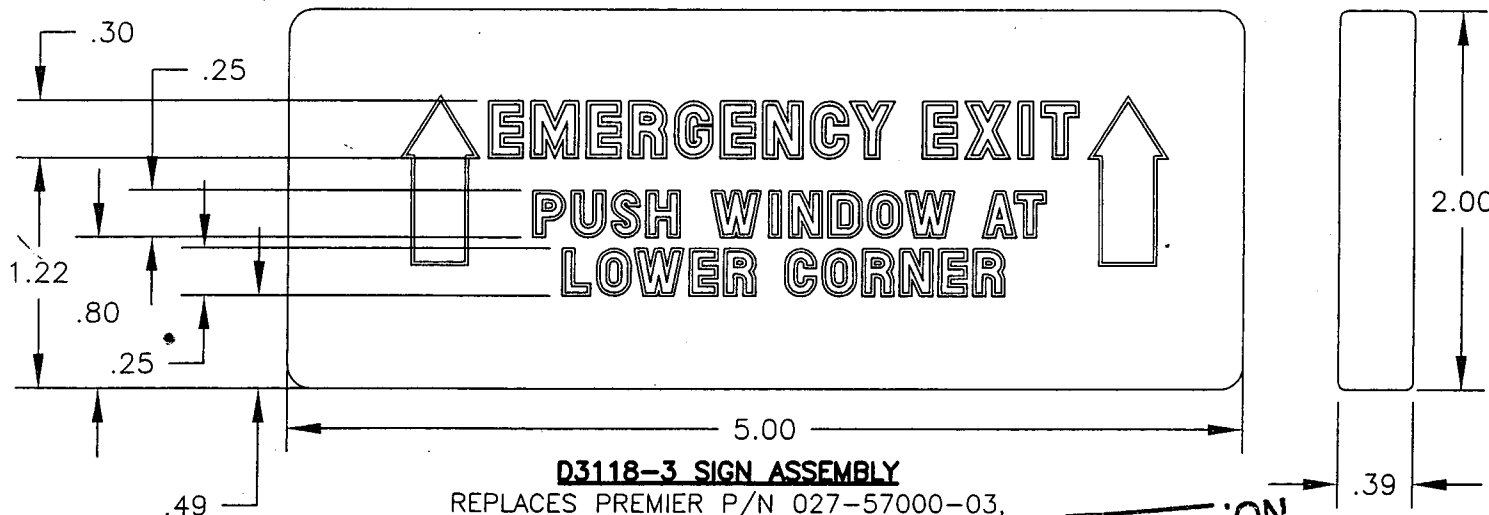 .30
.25
EMERGENCY EXIT
PUSH WINDOW AT
LOWER CORNER
2.00
1.22
.80
.25
5.00
D3118-3 SIGN ASSEMBLY
.49
REPLACES PREMIER P/N 027-57000-03,
.39
NO.